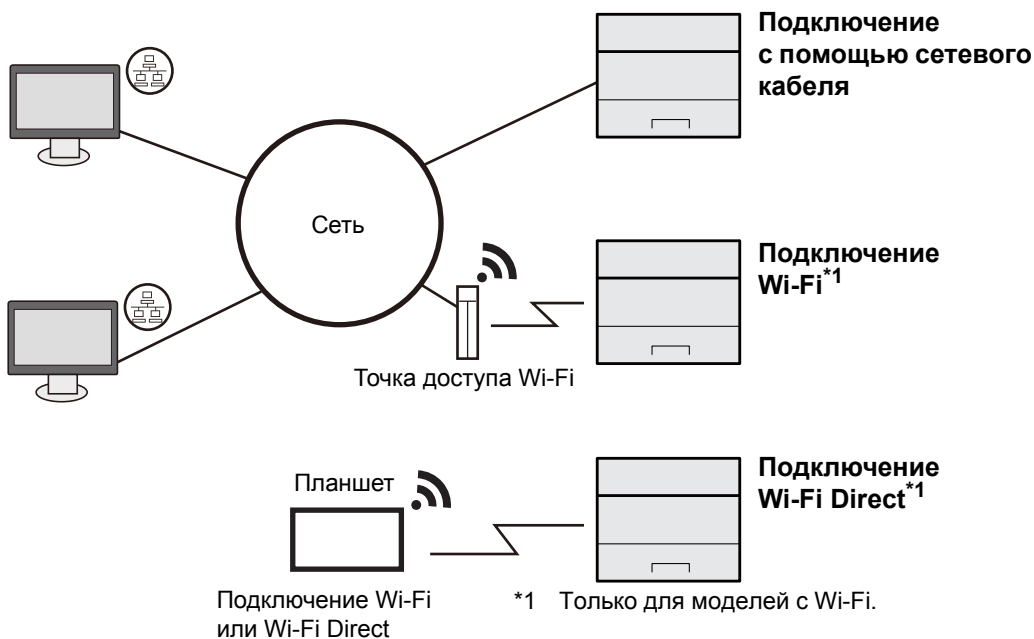 Подключение
с помощью сетевого
кабеля
Сеть
Подключение
Wi-Fi*1
Точка доступа Wi-Fi
Планшет
Подключение
Wi-Fi Direct*1
Подключение Wi-Fi
или Wi-Fi Direct
*1 Только для моделей с Wi-Fi.